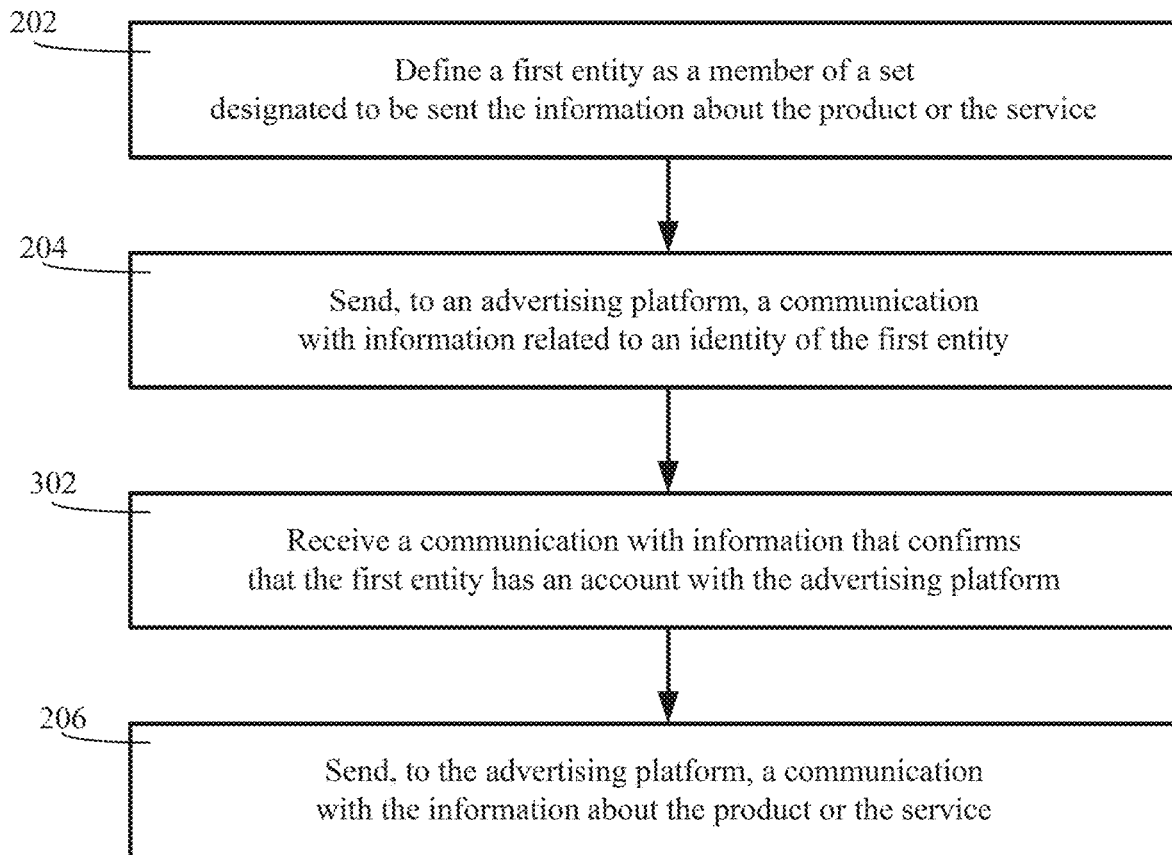 202
Define a first entity as a member of a set
designated to be sent the information about the product or the service
204
Send, to an advertising platform, a communication
with information related to an identity of the first entity
302
Receive a communication with information that confirms
that the first entity has an account with the advertising platform
206
Send, to the advertising platform, a communication
with the information about the product or the service